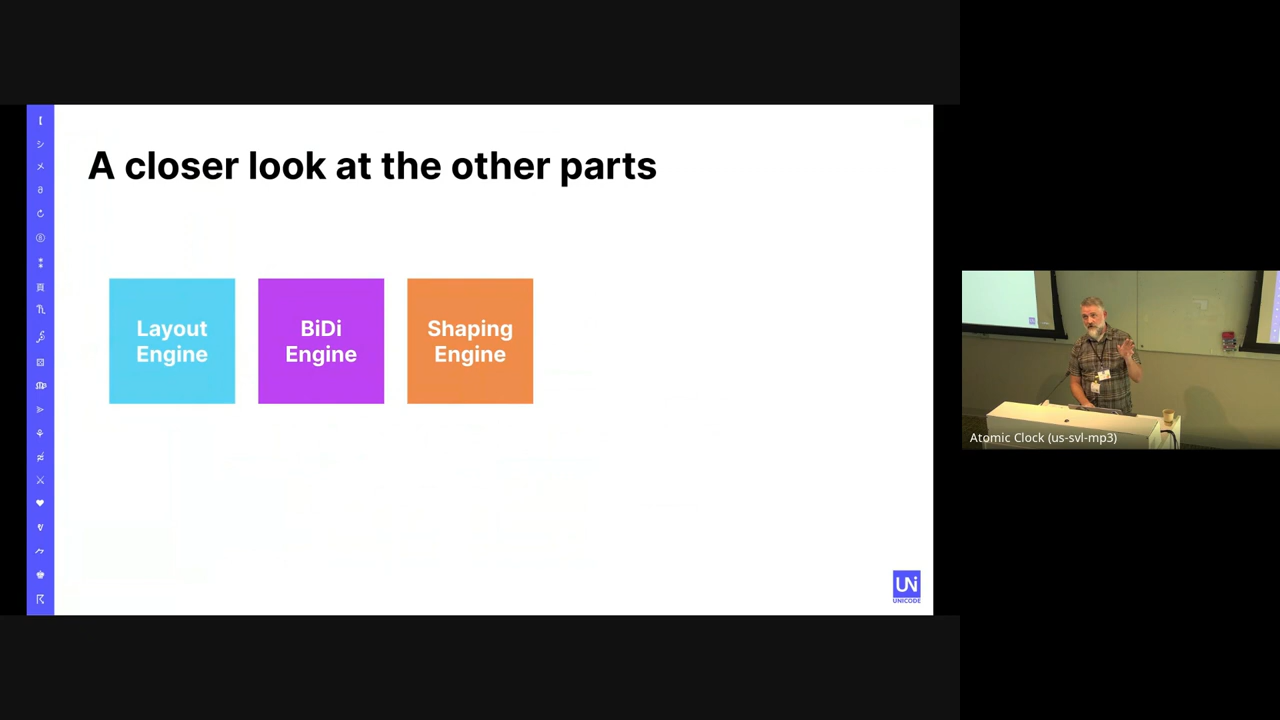 A closer look at the other parts
Layout
Engine
BiDi
Engine
Shaping
Engine
UNi
UNICODE
Atomic Clock (us-svl-mp3)